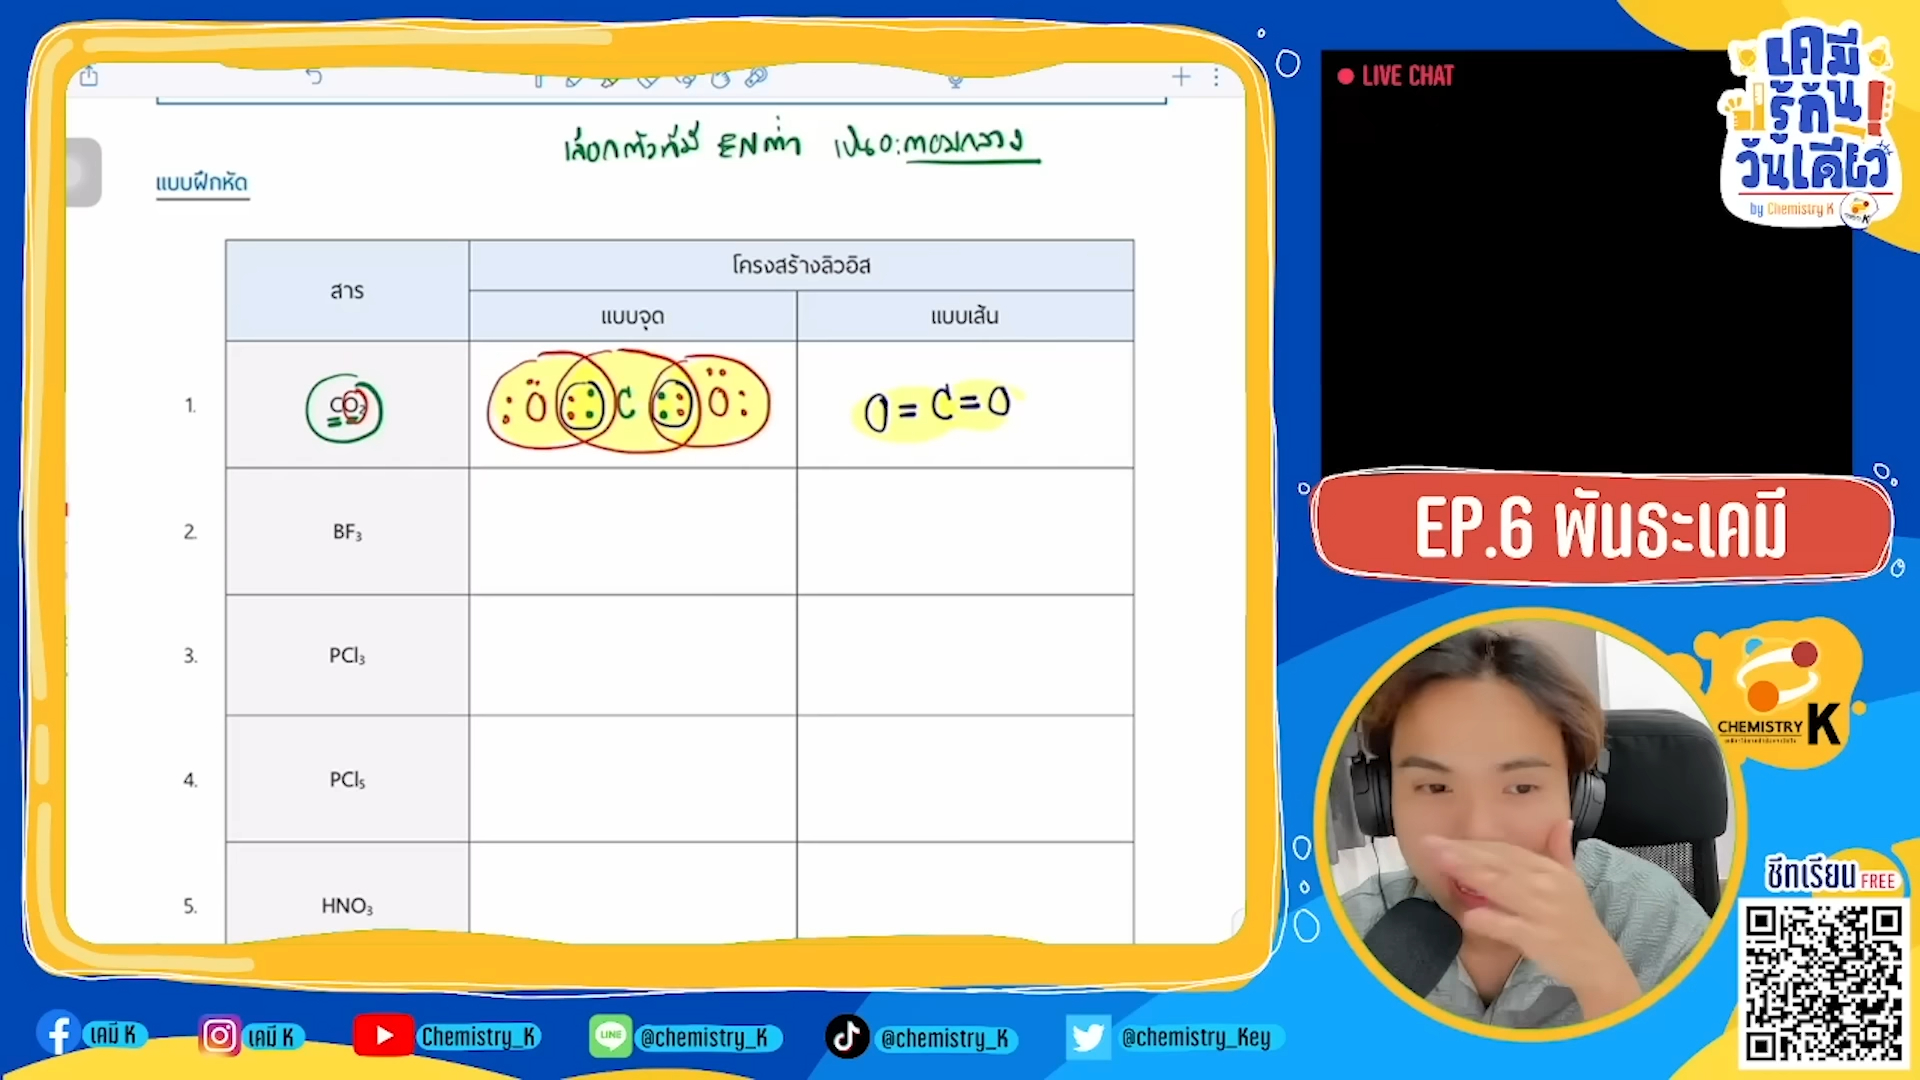 เลือกตัวที่มี EN ต่ำ เป็นอะตอมกลาง
แบบฝึกหัด
สาร
โครงสร้างลิวอิส
แบบจุด
แบบเส้น
1.
CO₂
O C O
O = C = O
2.
BF₃
3.
PCl₃
4.
PCl₅
5.
HNO₃
LIVE CHAT
เคมี
รู้กัน!
วันเดียว
by Chemistry K
EP.6 พันธะเคมี
CHEMISTRY K
ชีทเรียน FREE
เคมี K
เคมี K
Chemistry_K
LINE
@chemistry_K
@chemistry_K
@chemistry_Key